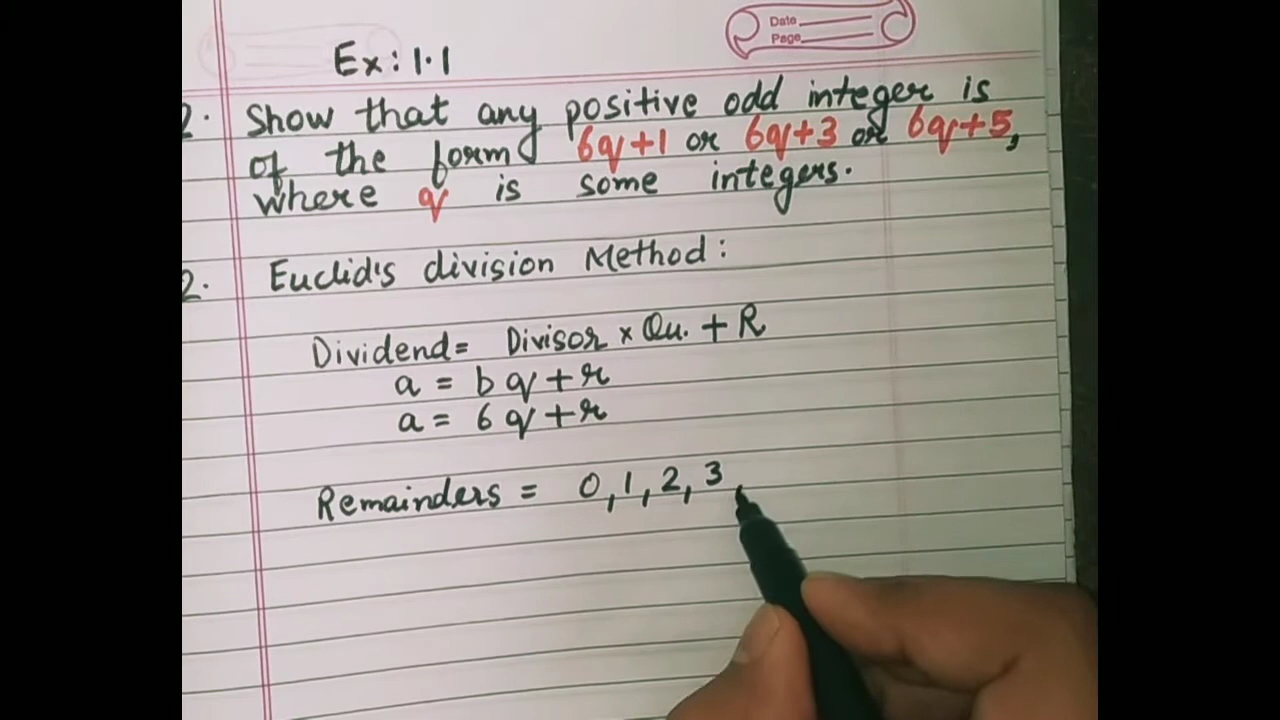 Date
Page
Ex: 1.1
2. Show that any positive odd integer is
of the form 6q+1 or 6q+3 or 6q+5,
where q is some integers.
2. Euclid's division Method:
Dividend = Divisor × Qu. + R
a = bq+r
a = 6q+r
Remainders = 0, 1, 2, 3,